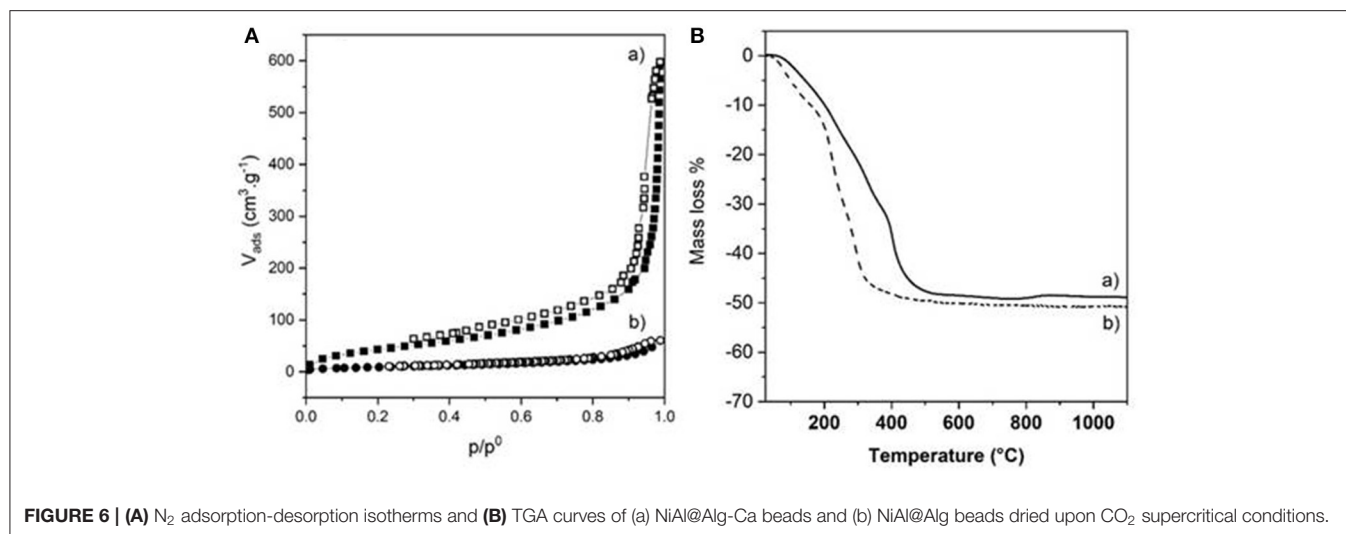 A
a)
600
500
400
300
200
100
0
b)
V_ads (cm³.g⁻¹)
0.0 0.2 0.4 0.6 0.8 1.0
p/p⁰
B
0
-10
-20
-30
-40
-50
-60
-70
Mass loss %
a)
b)
200 400 600 800 1000
Temperature (°C)
FIGURE 6 | (A) N₂ adsorption-desorption isotherms and (B) TGA curves of (a) NiAl@Alg-Ca beads and (b) NiAl@Alg beads dried upon CO₂ supercritical conditions.